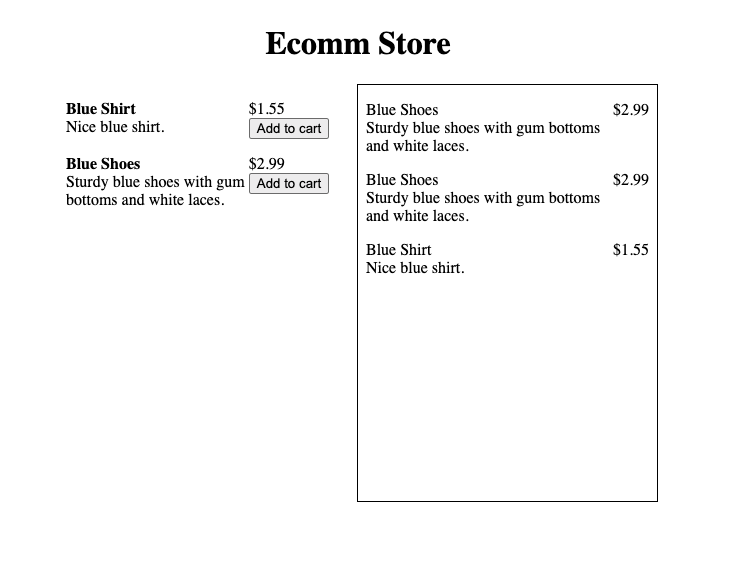 Ecomm Store
Blue Shirt $1.55
Nice blue shirt. Add to cart
Blue Shoes $2.99
Sturdy blue shoes with gum Add to cart
bottoms and white laces.
Blue Shoes $2.99
Sturdy blue shoes with gum bottoms
and white laces.
Blue Shoes $2.99
Sturdy blue shoes with gum bottoms
and white laces.
Blue Shirt $1.55
Nice blue shirt.